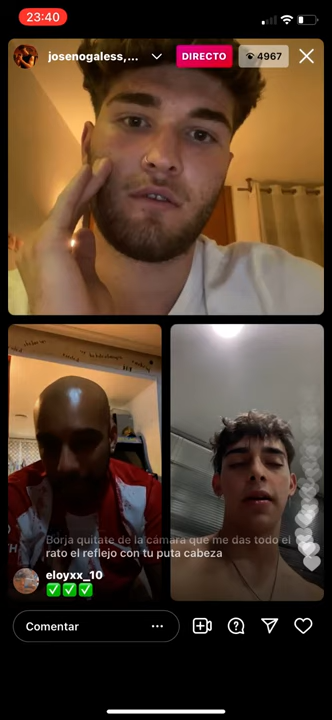 23:40
josenogaless,...
DIRECTO
4967
Borja quitate de la cámara que me das todo el
rato el reflejo con tu puta cabeza
eloyxx_10
Comentar